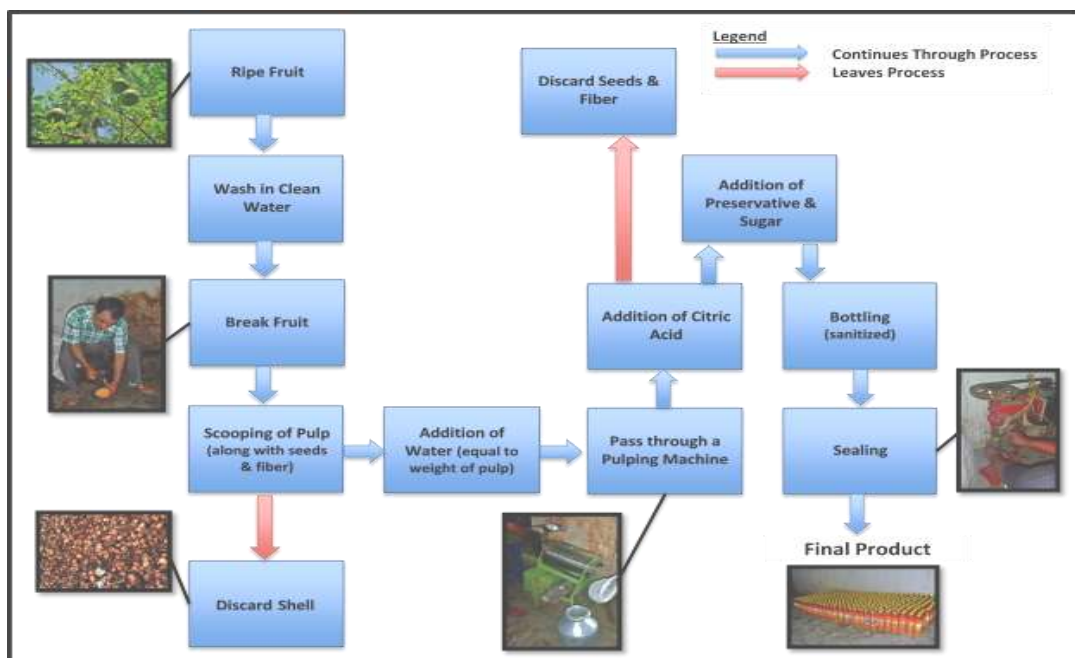 Legend
Continues Through Process
Leaves Process
Ripe Fruit
Wash in Clean
Water
Break Fruit
Scooping of Pulp
(along with seeds
& fiber)
Discard Shell
Addition of
Water (equal to
weight of pulp)
Pass through a
Pulping Machine
Addition of Citric
Acid
Discard Seeds &
Fiber
Addition of
Preservative &
Sugar
Bottling
(sanitized)
Sealing
Final Product